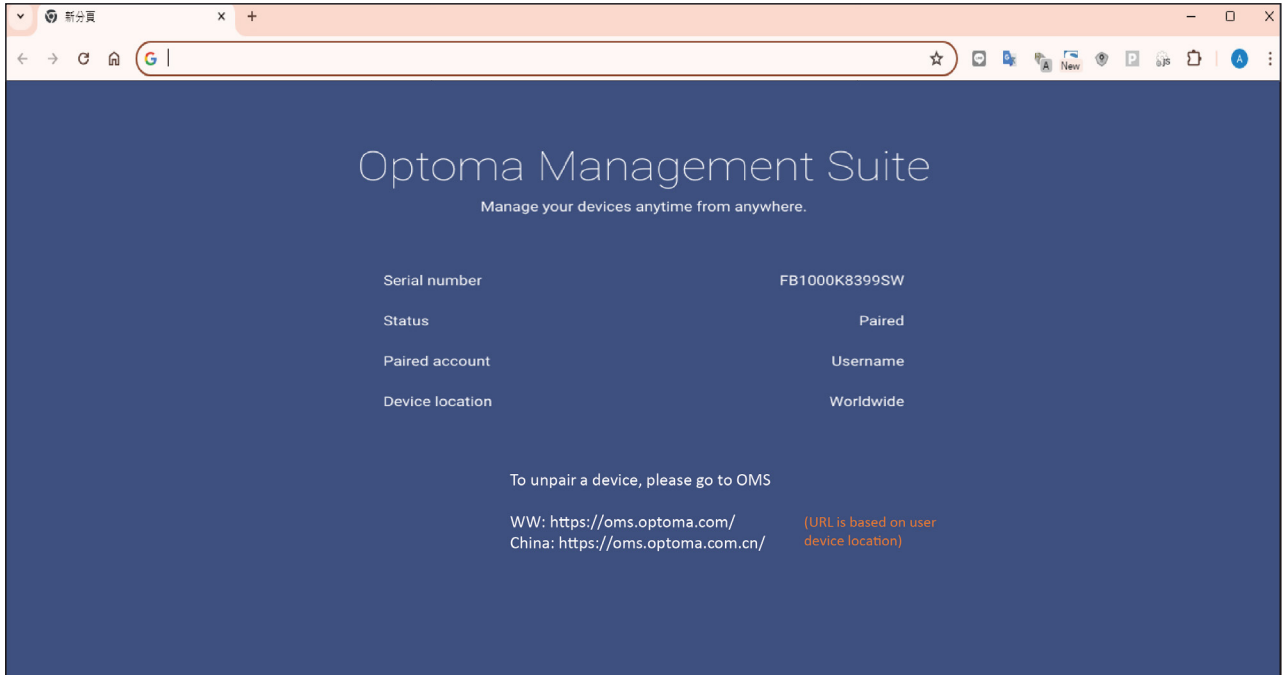 新分頁
New
A
P
js
A
Optoma Management Suite
Manage your devices anytime from anywhere.
Serial number FB1000K8399SW
Status Paired
Paired account Username
Device location Worldwide
To unpair a device, please go to OMS
WW: https://oms.optoma.com/ (URL is based on user
China: https://oms.optoma.com.cn/ device location)